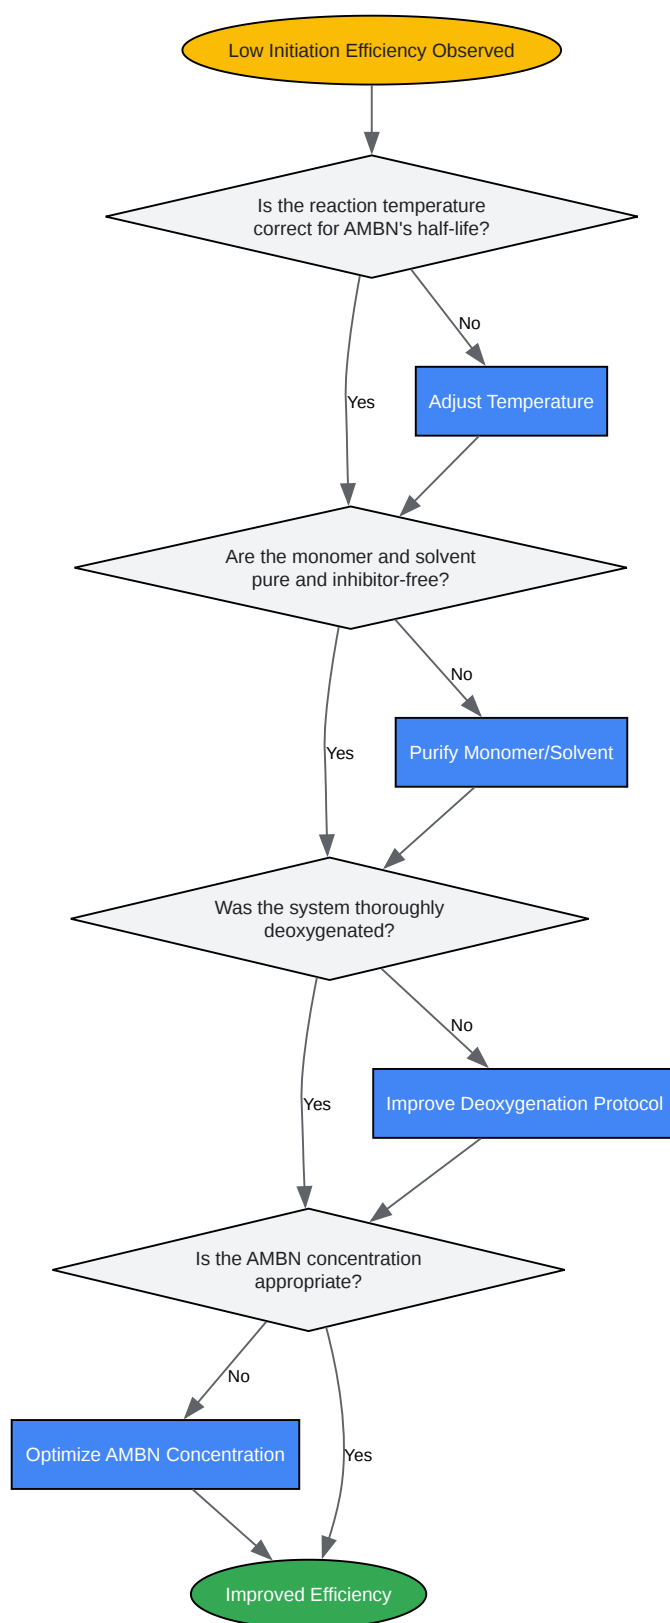 Low Initiation Efficiency Observed
Is the reaction temperature
correct for AMBN's half-life?
No
Yes
Adjust Temperature
Are the monomer and solvent
pure and inhibitor-free?
No
Yes
Purify Monomer/Solvent
Was the system thoroughly
deoxygenated?
No
Yes
Improve Deoxygenation Protocol
Is the AMBN concentration
appropriate?
No
Optimize AMBN Concentration
Yes
Improved Efficiency